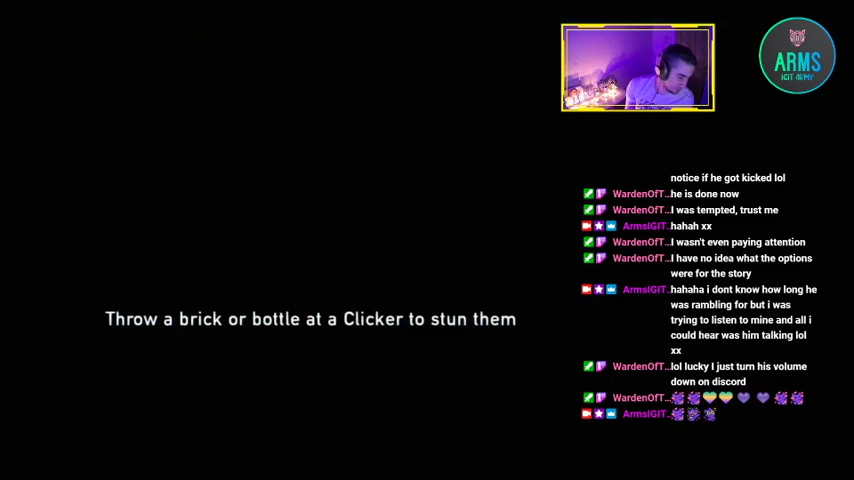 ARMS
IGIT ARMY
notice if he got kicked lol
WardenOfT...he is done now
WardenOfT...I was tempted, trust me
ArmsIGIT...hahah xx
WardenOfT...I wasn't even paying attention
WardenOfT...I have no idea what the options
were for the story
ArmsIGIT...hahaha i dont know how long he
was rambling for but i was
trying to listen to mine and all i
could hear was him talking lol
xx
WardenOfT...lol lucky I just turn his volume
down on discord
WardenOfT...
ArmsIGIT...
Throw a brick or bottle at a Clicker to stun them